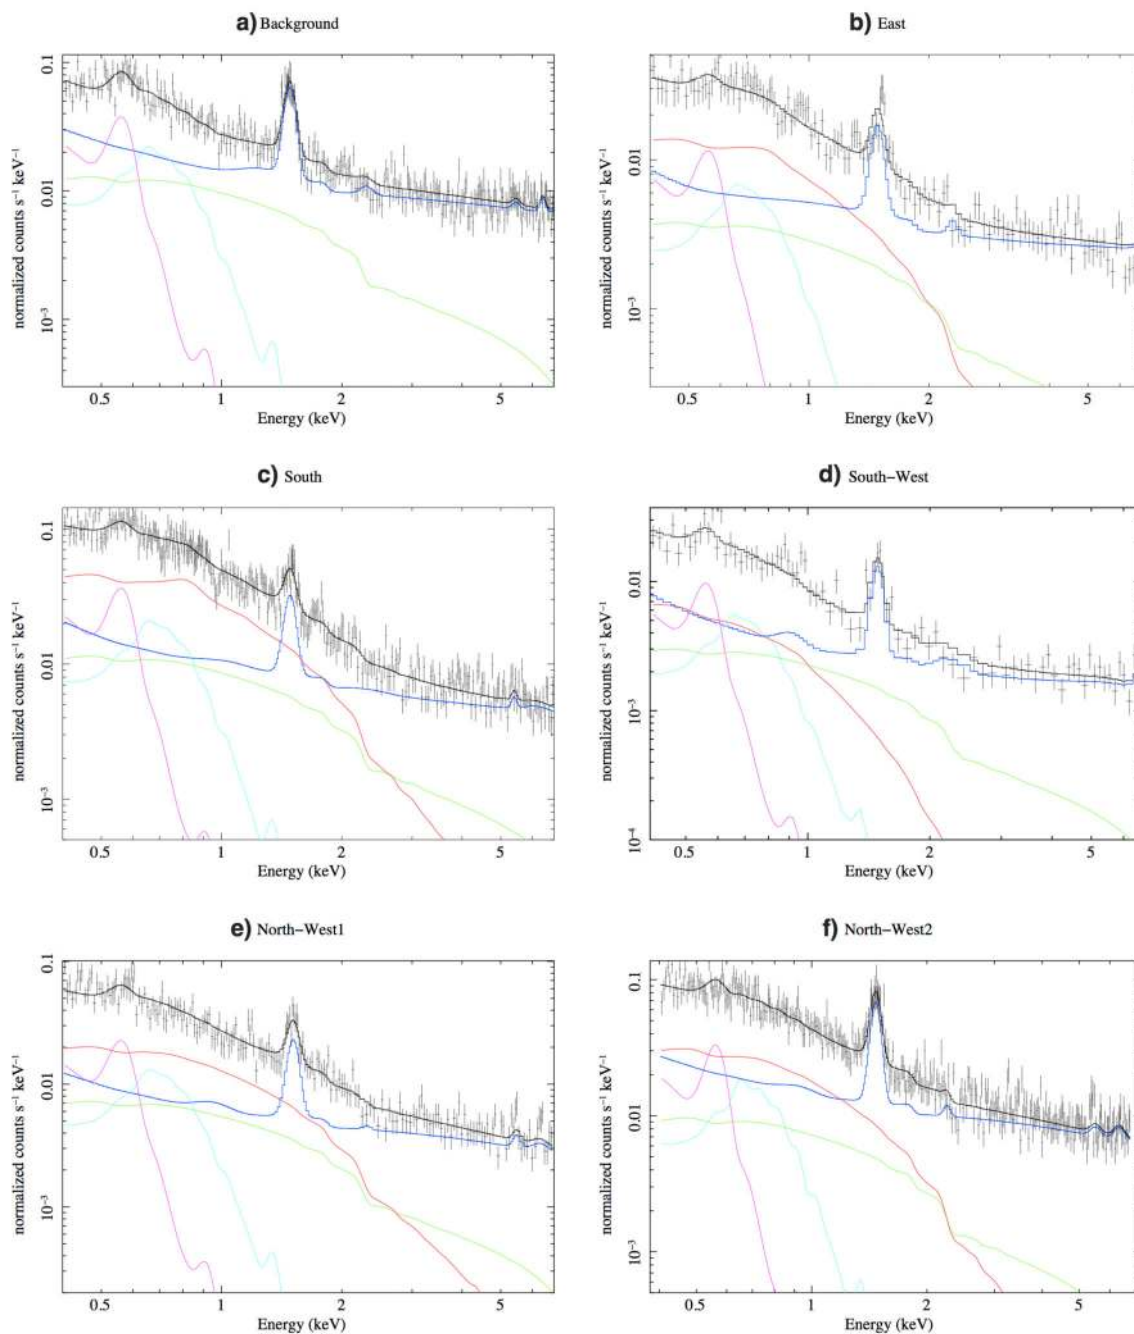 a) Background
b) East
normalized counts s⁻¹ keV⁻¹
0.1
0.01
10⁻³
0.5 1 2 5
Energy (keV)
normalized counts s⁻¹ keV⁻¹
0.01
10⁻³
0.5 1 2 5
Energy (keV)
c) South
d) South-West
normalized counts s⁻¹ keV⁻¹
0.1
0.01
10⁻³
0.5 1 2 5
Energy (keV)
normalized counts s⁻¹ keV⁻¹
0.01
10⁻³
10⁻⁴
0.5 1 2 5
Energy (keV)
e) North-West1
f) North-West2
normalized counts s⁻¹ keV⁻¹
0.1
0.01
10⁻³
0.5 1 2 5
Energy (keV)
normalized counts s⁻¹ keV⁻¹
0.1
0.01
10⁻³
0.5 1 2 5
Energy (keV)